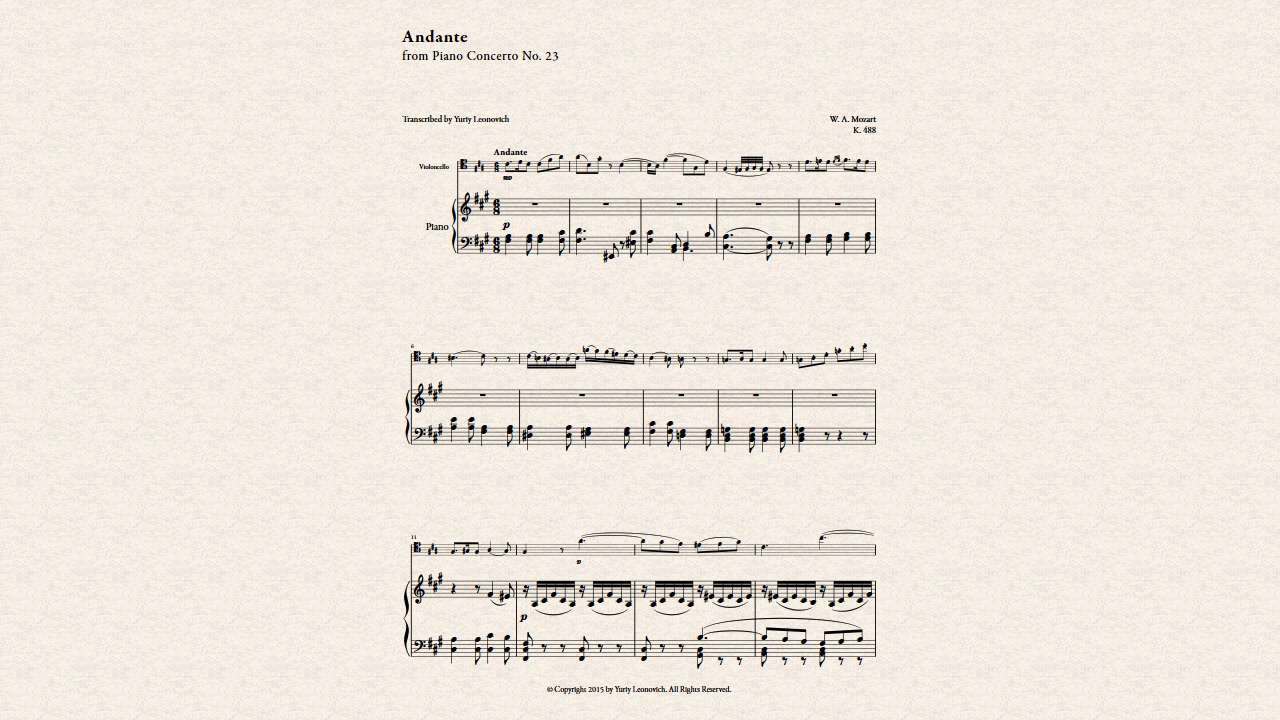 Andante
from Piano Concerto No. 23
Transcribed by Yuriy Leonovich
W. A. Mozart
K. 488
Andante
Violoncello
mp
Piano
p
6
11
p
p
© Copyright 2015 by Yuriy Leonovich. All Rights Reserved.